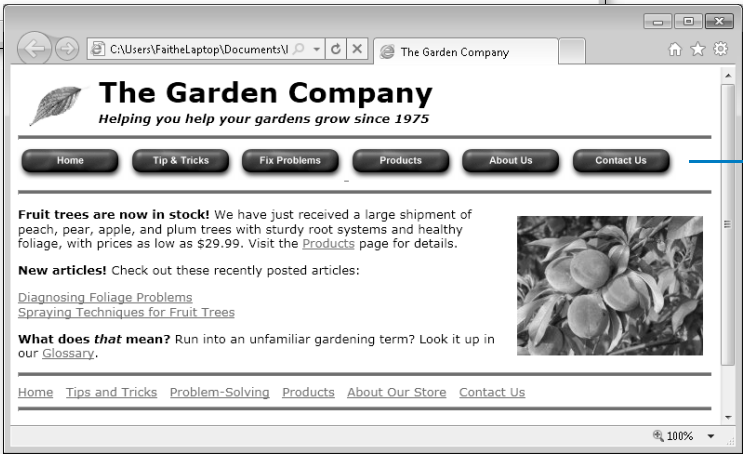 C:\Users\FaitheLaptop\Documents\I
The Garden Company
The Garden Company
Helping you help your gardens grow since 1975
Home Tip & Tricks Fix Problems Products About Us Contact Us
Fruit trees are now in stock! We have just received a large shipment of
peach, pear, apple, and plum trees with sturdy root systems and healthy
foliage, with prices as low as $29.99. Visit the Products page for details.
New articles! Check out these recently posted articles:
Diagnosing Foliage Problems
Spraying Techniques for Fruit Trees
What does that mean? Run into an unfamiliar gardening term? Look it up in
our Glossary.
Home Tips and Tricks Problem-Solving Products About Our Store Contact Us
100%